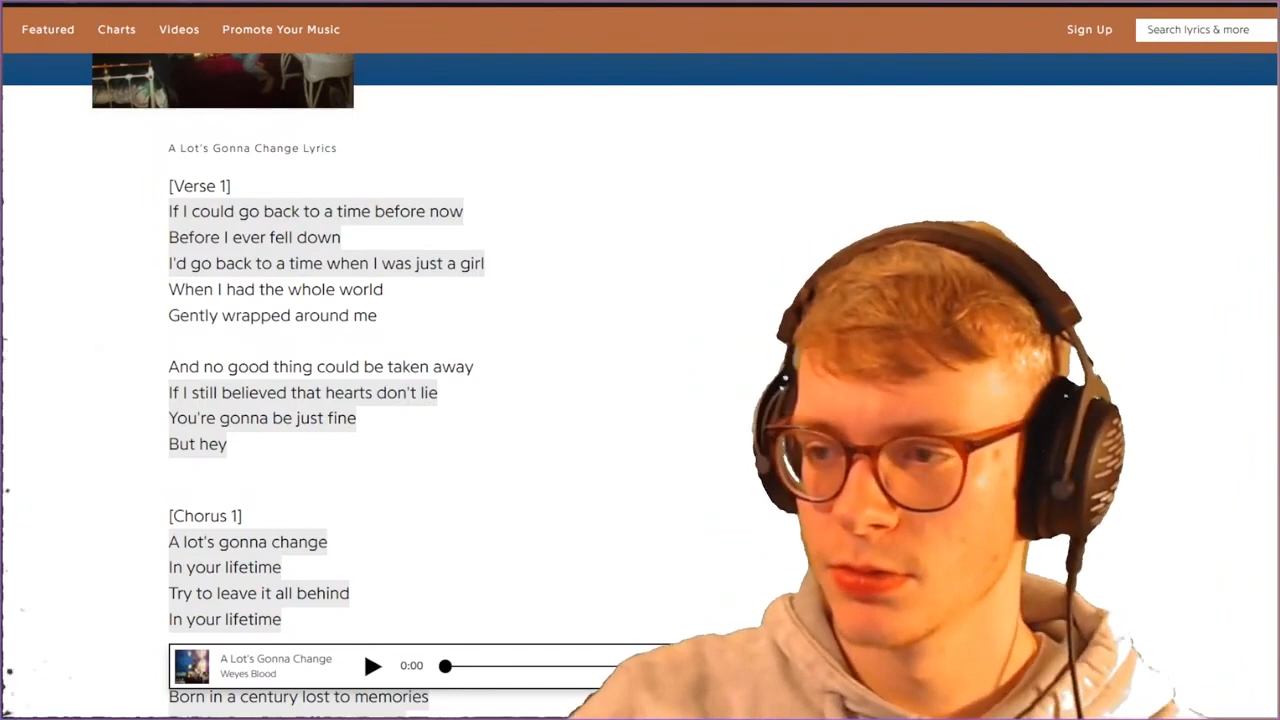 Featured Charts Videos Promote Your Music Sign Up Search lyrics & more
A Lot's Gonna Change Lyrics
[Verse 1]
If I could go back to a time before now
Before I ever fell down
I'd go back to a time when I was just a girl
When I had the whole world
Gently wrapped around me
And no good thing could be taken away
If I still believed that hearts don't lie
You're gonna be just fine
But hey
[Chorus 1]
A lot's gonna change
In your lifetime
Try to leave it all behind
In your lifetime
A Lot's Gonna Change
Weyes Blood
0:00
Born in a century lost to memories